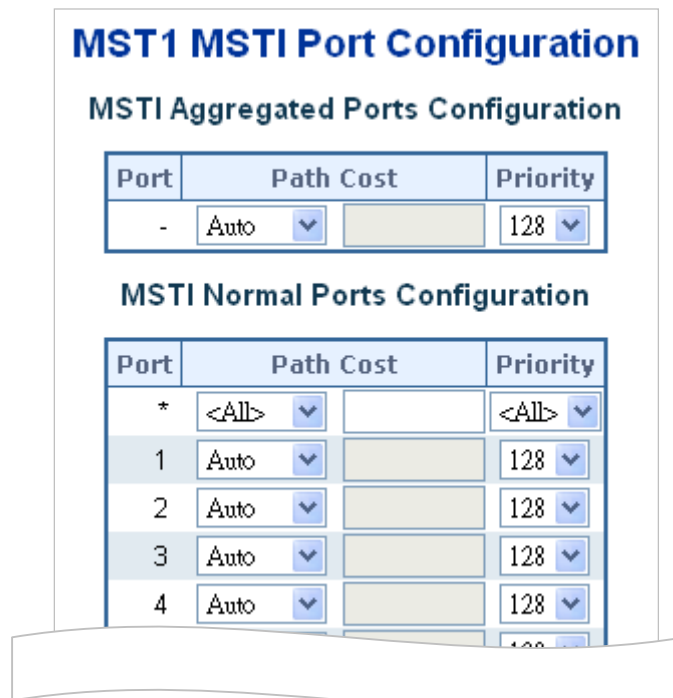 MST1 MSTI Port Configuration
MSTI Aggregated Ports Configuration
Port Path Cost Priority
- Auto 128
MSTI Normal Ports Configuration
Port Path Cost Priority
* <All> <All>
1 Auto 128
2 Auto 128
3 Auto 128
4 Auto 128